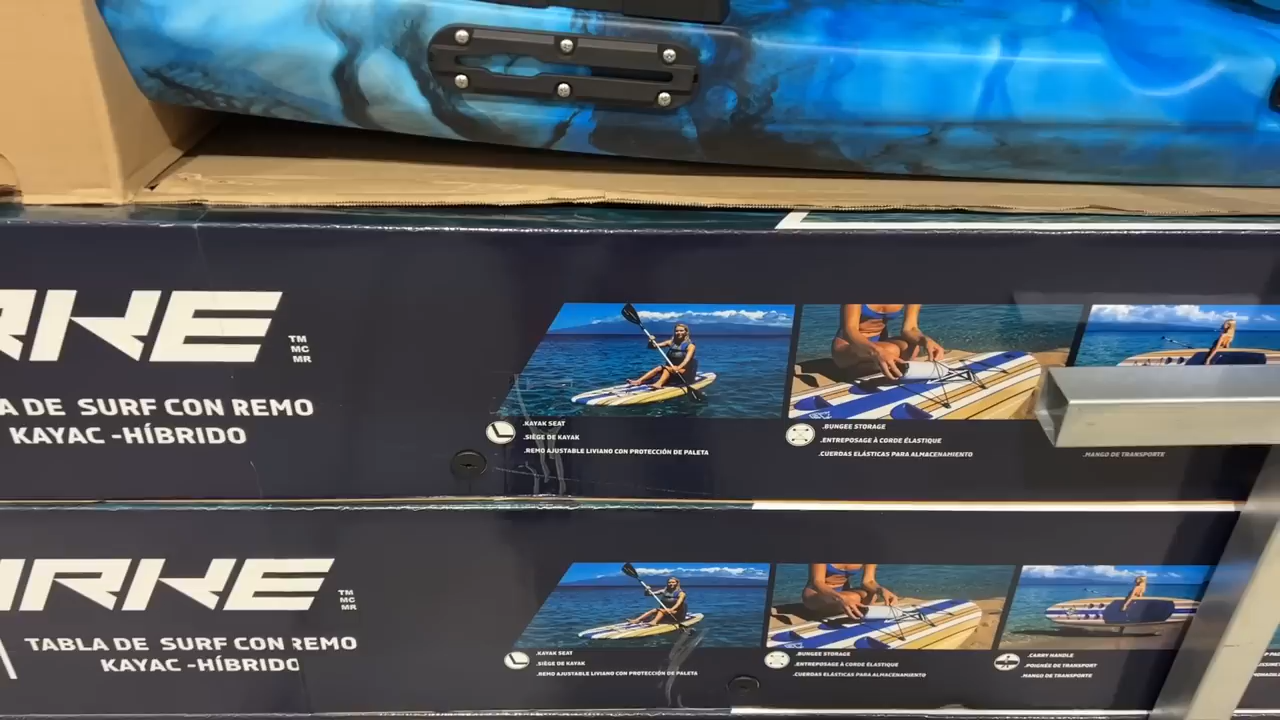 RKE
TM
MC
MR
A DE SURF CON REMO
KAYAC -HÍBRIDO
.KAYAK SEAT
.SIÈGE DE KAYAK
.REMO AJUSTABLE LIVIANO CON PROTECCIÓN DE PALETA
.BUNGEE STORAGE
.ENTREPOSAGE À CORDE ÉLASTIQUE
.CUERDAS ELÁSTICAS PARA ALMACENAMIENTO
.MANGO DE TRANSPORTE
RKE
TM
MC
MR
TABLA DE SURF CON REMO
KAYAC -HÍBRIDO
.KAYAK SEAT
.SIÈGE DE KAYAK
.REMO AJUSTABLE LIVIANO CON PROTECCIÓN DE PALETA
.BUNGEE STORAGE
.ENTREPOSAGE À CORDE ÉLASTIQUE
.CUERDAS ELÁSTICAS PARA ALMACENAMIENTO
.CARRY HANDLE
.POIGNÉE DE TRANSPORT
.MANGO DE TRANSPORTE